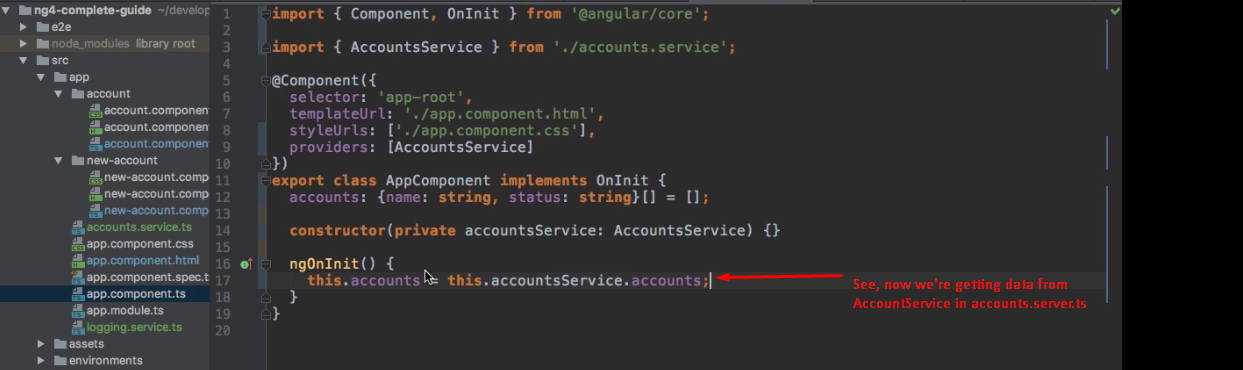 ng4-complete-guide ~/develop
e2e
node_modules library root
src
app
account
account.component
account.component
account.component
new-account
new-account.comp
new-account.comp
new-account.comp
accounts.service.ts
app.component.css
app.component.html
app.component.spec.t
app.component.ts
app.module.ts
logging.service.ts
assets
environments
1 import { Component, OnInit } from '@angular/core';
2
3 import { AccountsService } from './accounts.service';
4
5 @Component({
6 selector: 'app-root',
7 templateUrl: './app.component.html',
8 styleUrls: ['./app.component.css'],
9 providers: [AccountsService]
10 })
11 export class AppComponent implements OnInit {
12 accounts: {name: string, status: string}[] = [];
13
14 constructor(private accountsService: AccountsService) {}
15
16 ngOnInit() {
17 this.accounts = this.accountsService.accounts;
18 }
19 }
20
See, now we're getting data from
AccountService in accounts.server.ts